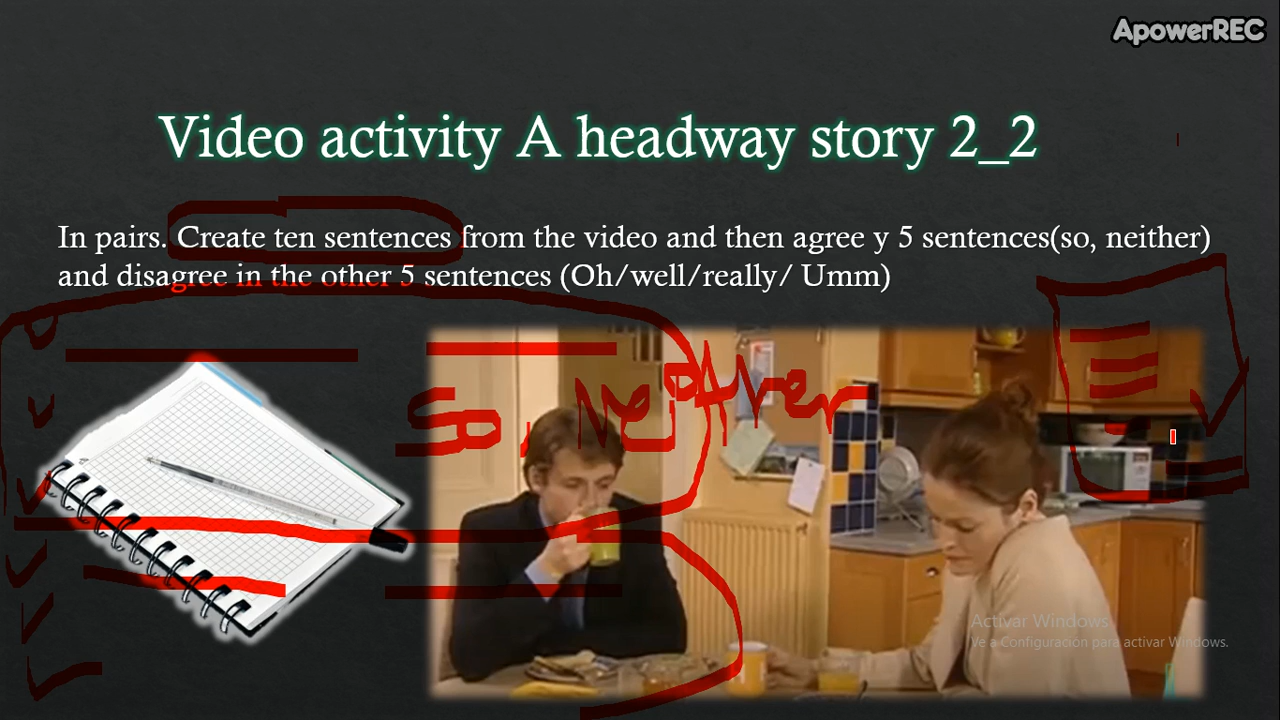 ApowerREC
Video activity A headway story 2_2
In pairs. Create ten sentences from the video and then agree y 5 sentences(so, neither)
and disagree in the other 5 sentences (Oh/well/really/ Umm)
So, Neither
Activar Windows
Ve a Configuración para activar Windows.